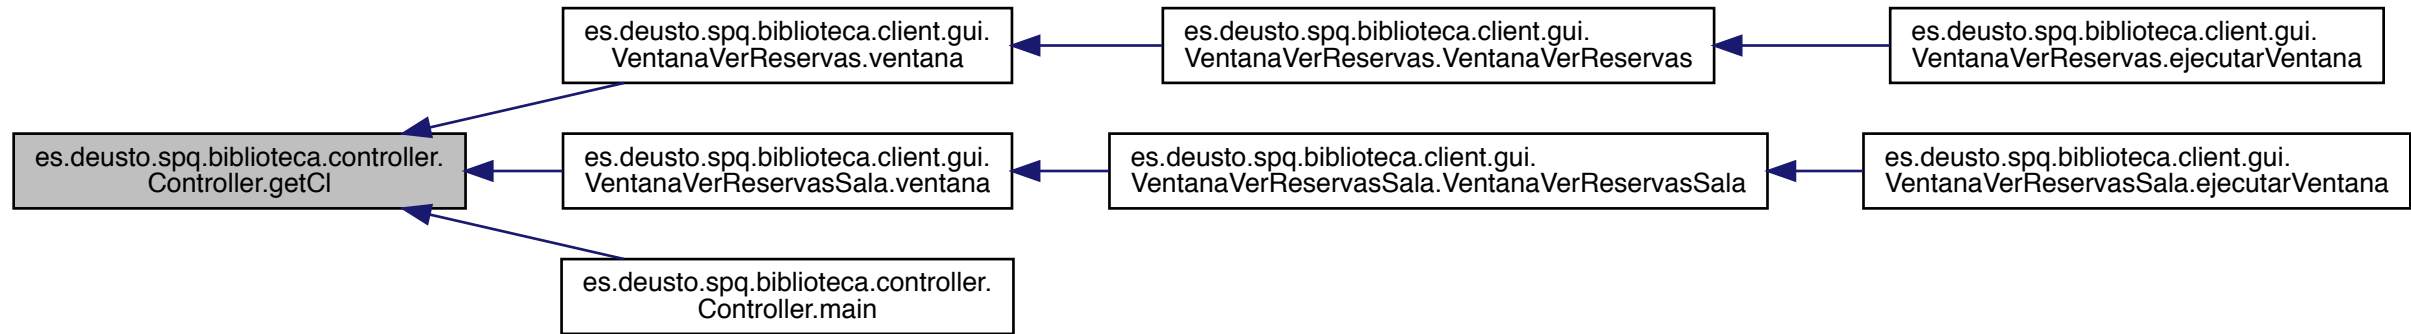 es.deusto.spq.biblioteca.client.gui.
VentanaVerReservas.ventana
es.deusto.spq.biblioteca.client.gui.
VentanaVerReservas.VentanaVerReservas
es.deusto.spq.biblioteca.client.gui.
VentanaVerReservas.ejecutarVentana
es.deusto.spq.biblioteca.controller.
Controller.getCl
es.deusto.spq.biblioteca.client.gui.
VentanaVerReservasSala.ventana
es.deusto.spq.biblioteca.client.gui.
VentanaVerReservasSala.VentanaVerReservasSala
es.deusto.spq.biblioteca.client.gui.
VentanaVerReservasSala.ejecutarVentana
es.deusto.spq.biblioteca.controller.
Controller.main